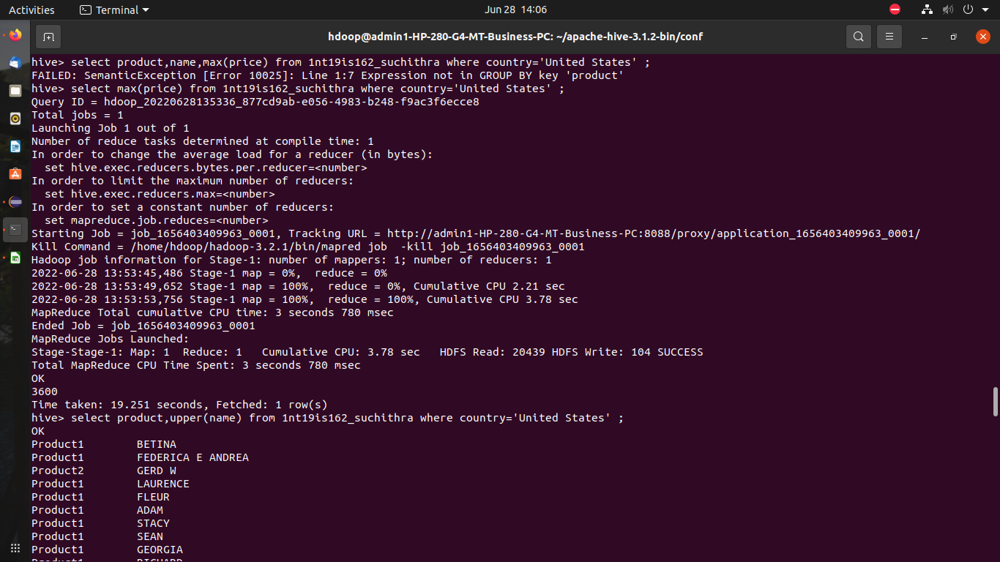 Activities
Terminal
Jun 28 14:06
hdoop@admin1-HP-280-G4-MT-Business-PC: ~/apache-hive-3.1.2-bin/conf
hive> select product,name,max(price) from 1nt19is162_suchithra where country='United States' ;
FAILED: SemanticException [Error 10025]: Line 1:7 Expression not in GROUP BY key 'product'
hive> select max(price) from 1nt19is162_suchithra where country='United States' ;
Query ID = hdoop_20220628135336_877cd9ab-e056-4983-b248-f9ac3f6ecce8
Total jobs = 1
Launching Job 1 out of 1
Number of reduce tasks determined at compile time: 1
In order to change the average load for a reducer (in bytes):
  set hive.exec.reducers.bytes.per.reducer=<number>
In order to limit the maximum number of reducers:
  set hive.exec.reducers.max=<number>
In order to set a constant number of reducers:
  set mapreduce.job.reduces=<number>
Starting Job = job_1656403409963_0001, Tracking URL = http://admin1-HP-280-G4-MT-Business-PC:8088/proxy/application_1656403409963_0001/
Kill Command = /home/hdoop/hadoop-3.2.1/bin/mapred job  -kill job_1656403409963_0001
Hadoop job information for Stage-1: number of mappers: 1; number of reducers: 1
2022-06-28 13:53:45,486 Stage-1 map = 0%,  reduce = 0%
2022-06-28 13:53:49,652 Stage-1 map = 100%,  reduce = 0%, Cumulative CPU 2.21 sec
2022-06-28 13:53:53,756 Stage-1 map = 100%,  reduce = 100%, Cumulative CPU 3.78 sec
MapReduce Total cumulative CPU time: 3 seconds 780 msec
Ended Job = job_1656403409963_0001
MapReduce Jobs Launched:
Stage-Stage-1: Map: 1  Reduce: 1   Cumulative CPU: 3.78 sec   HDFS Read: 20439 HDFS Write: 104 SUCCESS
Total MapReduce CPU Time Spent: 3 seconds 780 msec
OK
3600
Time taken: 19.251 seconds, Fetched: 1 row(s)
hive> select product,upper(name) from 1nt19is162_suchithra where country='United States' ;
OK
Product1	BETINA
Product1	FEDERICA E ANDREA
Product2	GERD W
Product1	LAURENCE
Product1	FLEUR
Product1	ADAM
Product1	STACY
Product1	SEAN
Product1	GEORGIA